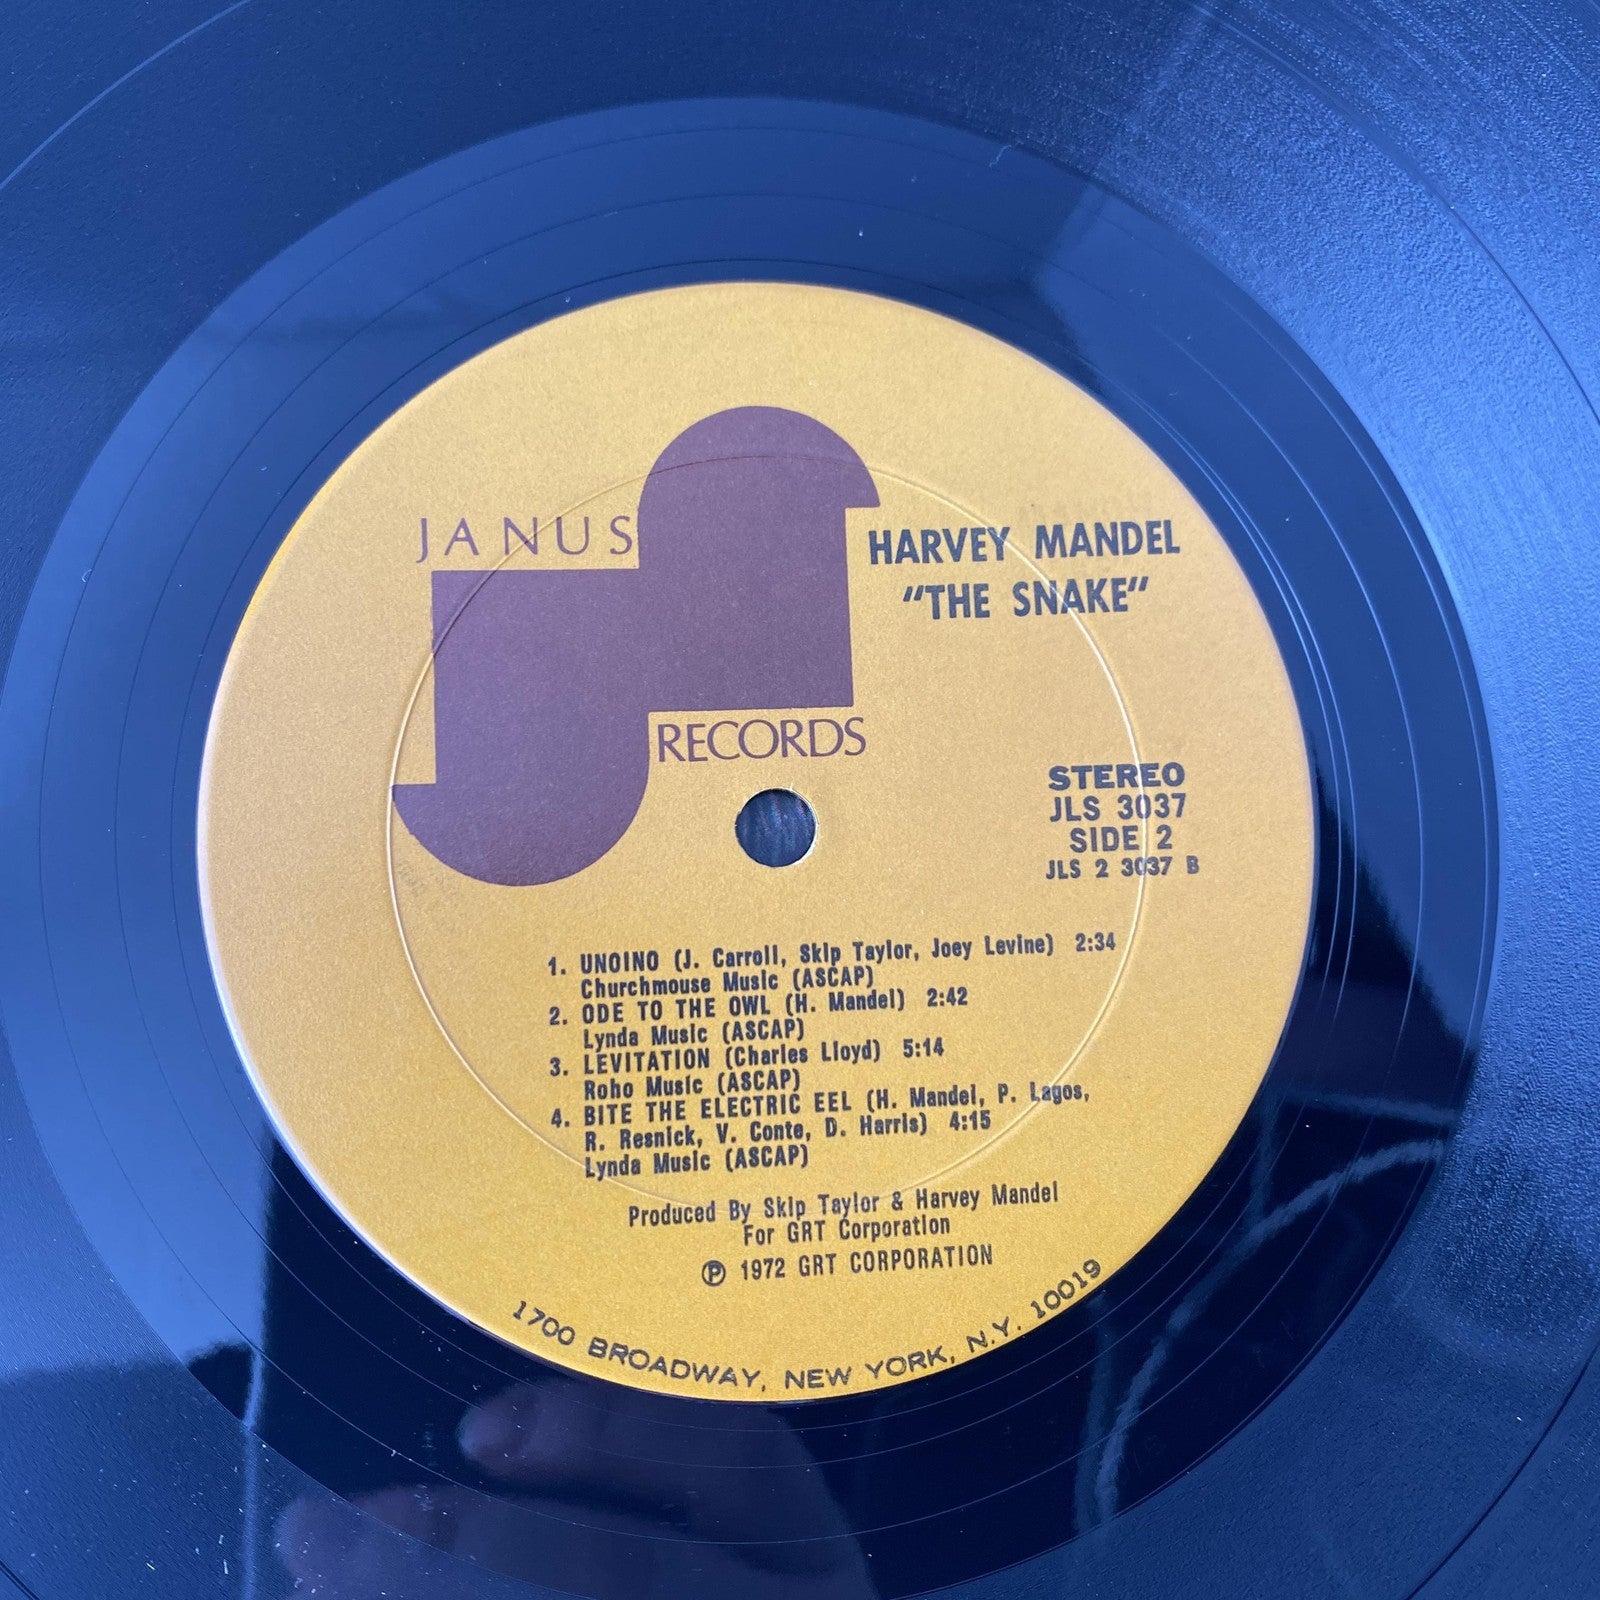 JANUS
RECORDS
HARVEY MANDEL
"THE SNAKE"
STEREO
JLS 3037
SIDE 2
JLS 2 3037 B
1. UNOINO (J. Carroll, Skip Taylor, Joey Levine) 2:34
Churchmouse Music (ASCAP)
2. ODE TO THE OWL (H. Mandel) 2:42
Lynda Music (ASCAP)
3. LEVITATION (Charles Lloyd) 5:14
Roho Music (ASCAP)
4. BITE THE ELECTRIC EEL (H. Mandel, P. Lagos,
R. Resnick, V. Conte, D. Harris) 4:15
Lynda Music (ASCAP)
Produced By Skip Taylor & Harvey Mandel
For GRT Corporation
℗ 1972 GRT CORPORATION
1700 BROADWAY, NEW YORK, N.Y. 10019